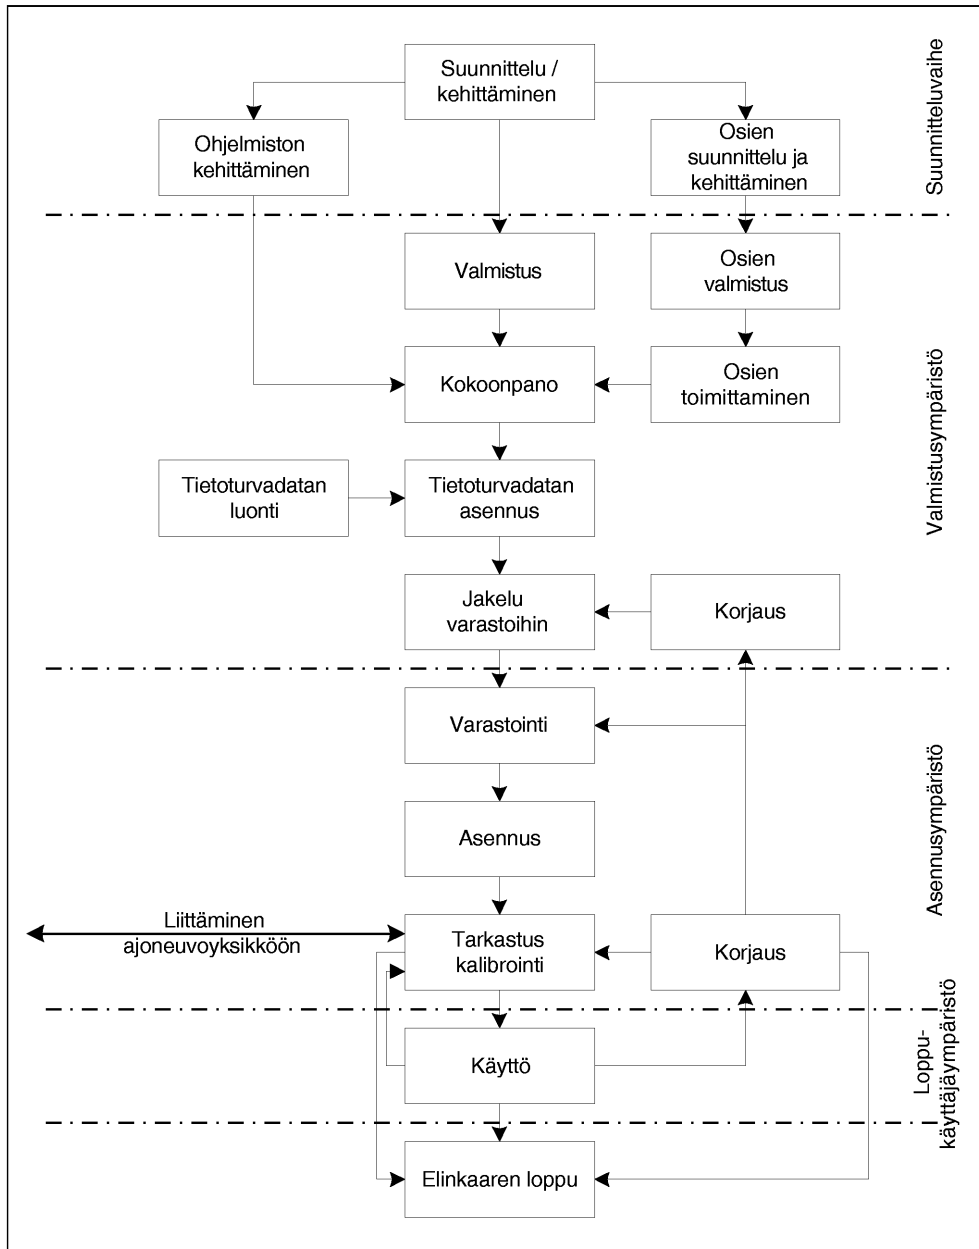 Suunnittelu /
kehittäminen
Suunnitteluvaihe
Ohjelmiston
kehittäminen
Osien
suunnittelu ja
kehittäminen
Valmistus
Osien
valmistus
Valmistusympäristö
Kokoonpano
Osien
toimittaminen
Tietoturvadatan
luonti
Tietoturvadatan
asennus
Jakelu
varastoihin
Korjaus
Varastointi
Asennusympäristö
Asennus
Liittäminen
ajoneuvoyksikköön
Tarkastus
kalibrointi
Korjaus
Käyttö
Loppu-
käyttäjäympäristö
Elinkaaren loppu